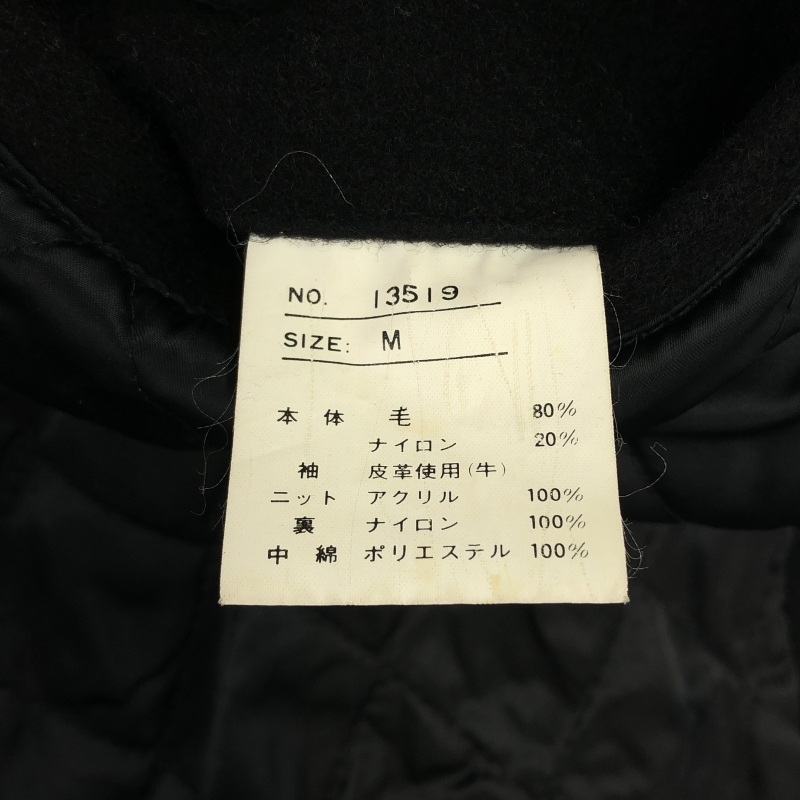 NO. 13519
SIZE: M
本体 毛 80%
ナイロン 20%
袖 皮革使用(牛)
ニット アクリル 100%
裏 ナイロン 100%
中綿 ポリエステル 100%